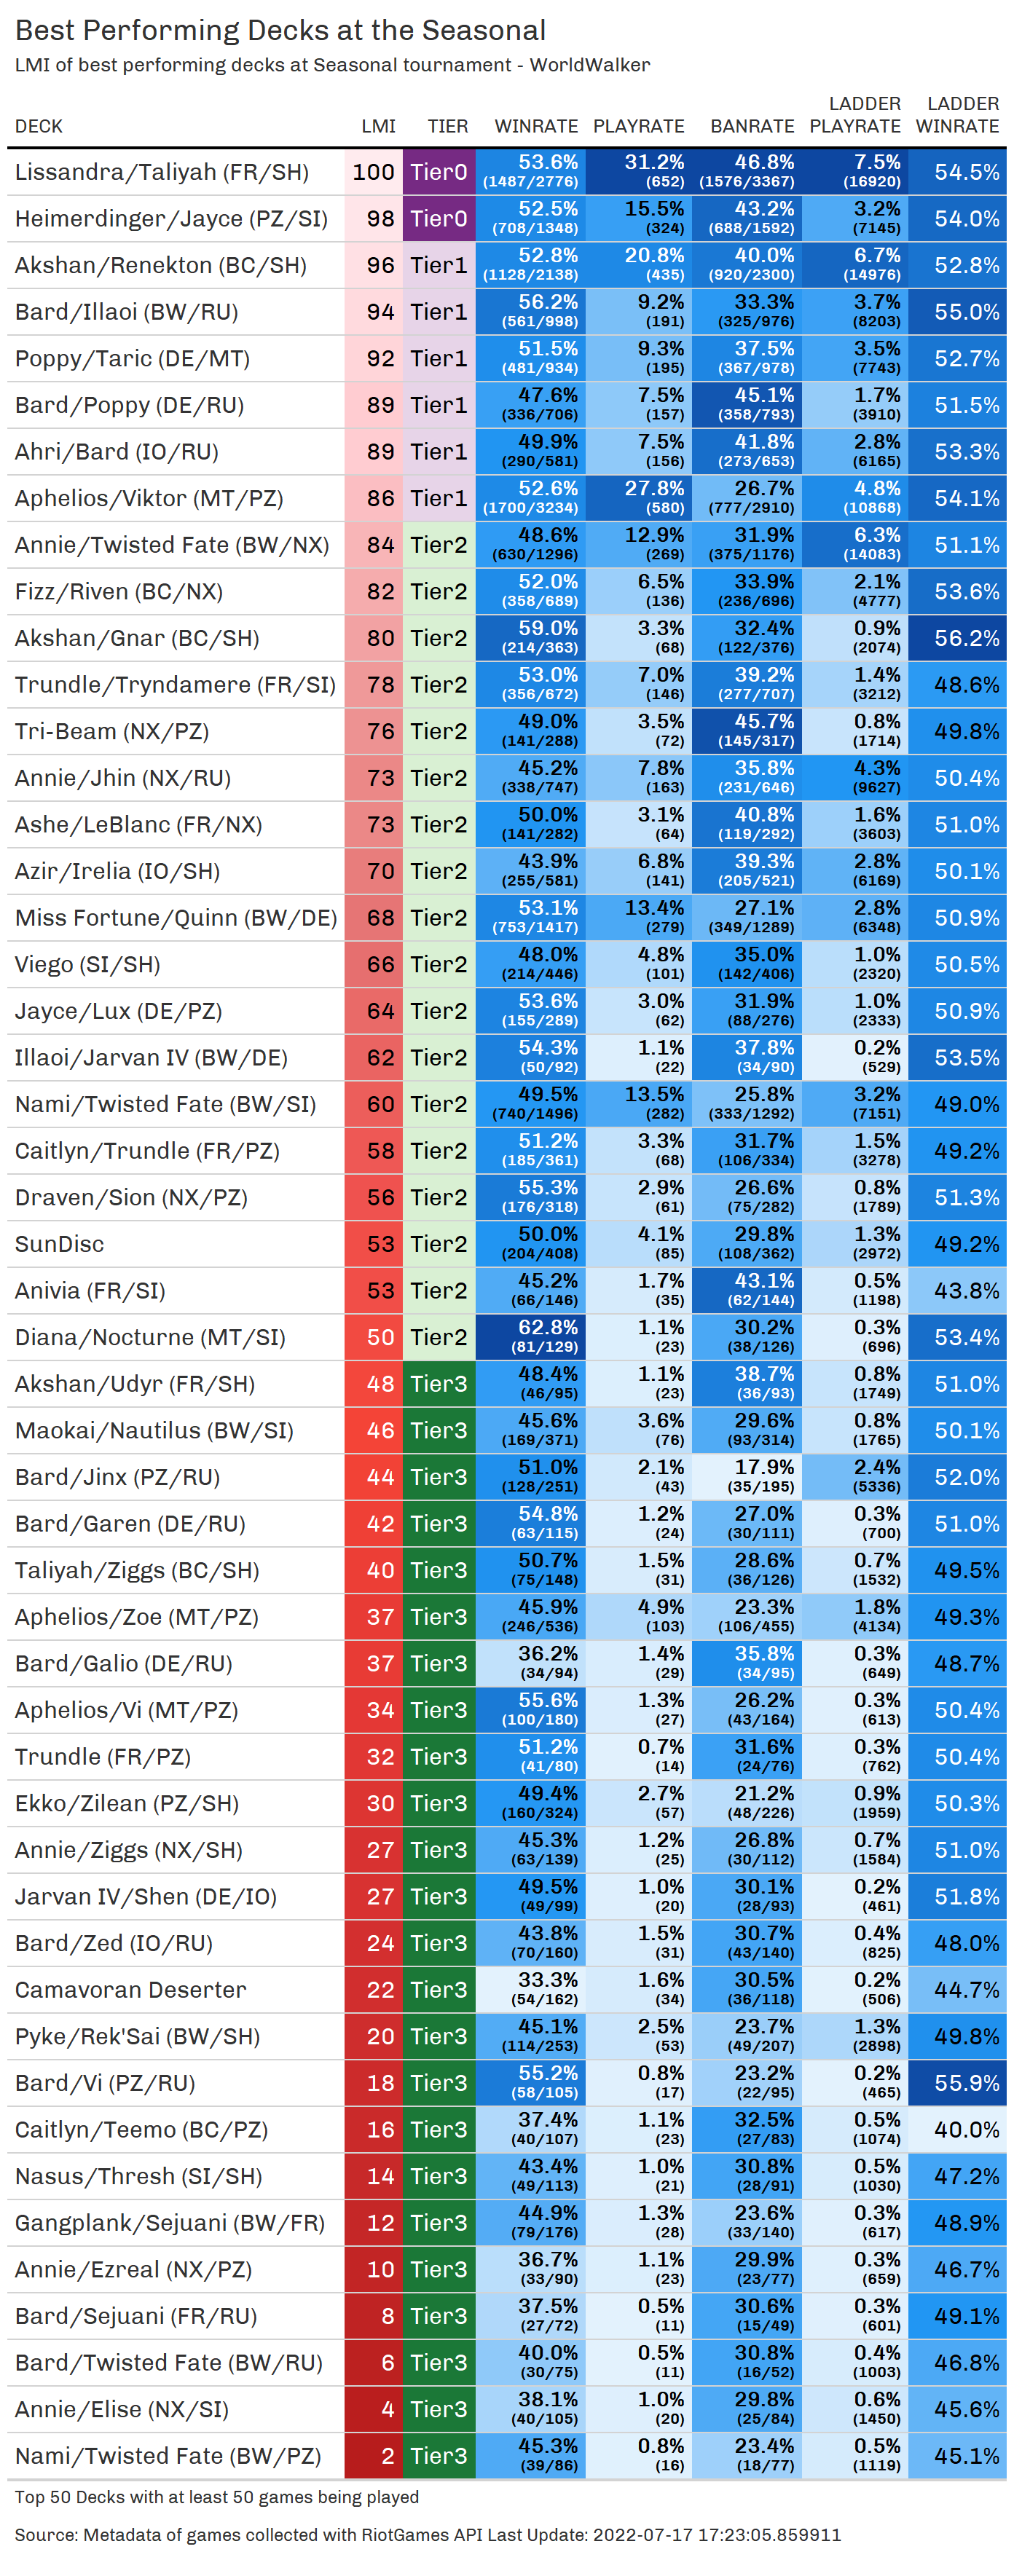 Best Performing Decks at the Seasonal
LMI of best performing decks at Seasonal tournament - WorldWalker
LADDER LADDER
DECK LMI TIER WINRATE PLAYRATE BANRATE PLAYRATE WINRATE
Lissandra/Taliyah (FR/SH) 100 Tier0 53.6% (1487/2776) 31.2% (652) 46.8% (1576/3367) 7.5% (16920) 54.5%
Heimerdinger/Jayce (PZ/SI) 98 Tier0 52.5% (708/1348) 15.5% (324) 43.2% (688/1592) 3.2% (7145) 54.0%
Akshan/Renekton (BC/SH) 96 Tier1 52.8% (1128/2138) 20.8% (435) 40.0% (920/2300) 6.7% (14976) 52.8%
Bard/Illaoi (BW/RU) 94 Tier1 56.2% (561/998) 9.2% (191) 33.3% (325/976) 3.7% (8203) 55.0%
Poppy/Taric (DE/MT) 92 Tier1 51.5% (481/934) 9.3% (195) 37.5% (367/978) 3.5% (7743) 52.7%
Bard/Poppy (DE/RU) 89 Tier1 47.6% (336/706) 7.5% (157) 45.1% (358/793) 1.7% (3910) 51.5%
Ahri/Bard (IO/RU) 89 Tier1 49.9% (290/581) 7.5% (156) 41.8% (273/653) 2.8% (6165) 53.3%
Aphelios/Viktor (MT/PZ) 86 Tier1 52.6% (1700/3234) 27.8% (580) 26.7% (777/2910) 4.8% (10868) 54.1%
Annie/Twisted Fate (BW/NX) 84 Tier2 48.6% (630/1296) 12.9% (269) 31.9% (375/1176) 6.3% (14083) 51.1%
Fizz/Riven (BC/NX) 82 Tier2 52.0% (358/689) 6.5% (136) 33.9% (236/696) 2.1% (4777) 53.6%
Akshan/Gnar (BC/SH) 80 Tier2 59.0% (214/363) 3.3% (68) 32.4% (122/376) 0.9% (2074) 56.2%
Trundle/Tryndamere (FR/SI) 78 Tier2 53.0% (356/672) 7.0% (146) 39.2% (277/707) 1.4% (3212) 48.6%
Tri-Beam (NX/PZ) 76 Tier2 49.0% (141/288) 3.5% (72) 45.7% (145/317) 0.8% (1714) 49.8%
Annie/Jhin (NX/RU) 73 Tier2 45.2% (338/747) 7.8% (163) 35.8% (231/646) 4.3% (9627) 50.4%
Ashe/LeBlanc (FR/NX) 73 Tier2 50.0% (141/282) 3.1% (64) 40.8% (119/292) 1.6% (3603) 51.0%
Azir/Irelia (IO/SH) 70 Tier2 43.9% (255/581) 6.8% (141) 39.3% (205/521) 2.8% (6169) 50.1%
Miss Fortune/Quinn (BW/DE) 68 Tier2 53.1% (753/1417) 13.4% (279) 27.1% (349/1289) 2.8% (6348) 50.9%
Viego (SI/SH) 66 Tier2 48.0% (214/446) 4.8% (101) 35.0% (142/406) 1.0% (2320) 50.5%
Jayce/Lux (DE/PZ) 64 Tier2 53.6% (155/289) 3.0% (62) 31.9% (88/276) 1.0% (2333) 50.9%
Illaoi/Jarvan IV (BW/DE) 62 Tier2 54.3% (50/92) 1.1% (22) 37.8% (34/90) 0.2% (529) 53.5%
Nami/Twisted Fate (BW/SI) 60 Tier2 49.5% (740/1496) 13.5% (282) 25.8% (333/1292) 3.2% (7151) 49.0%
Caitlyn/Trundle (FR/PZ) 58 Tier2 51.2% (185/361) 3.3% (68) 31.7% (106/334) 1.5% (3278) 49.2%
Draven/Sion (NX/PZ) 56 Tier2 55.3% (176/318) 2.9% (61) 26.6% (75/282) 0.8% (1789) 51.3%
SunDisc 53 Tier2 50.0% (204/408) 4.1% (85) 29.8% (108/362) 1.3% (2972) 49.2%
Anivia (FR/SI) 53 Tier2 45.2% (66/146) 1.7% (35) 43.1% (62/144) 0.5% (1198) 43.8%
Diana/Nocturne (MT/SI) 50 Tier2 62.8% (81/129) 1.1% (23) 30.2% (38/126) 0.3% (696) 53.4%
Akshan/Udyr (FR/SH) 48 Tier3 48.4% (46/95) 1.1% (23) 38.7% (36/93) 0.8% (1749) 51.0%
Maokai/Nautilus (BW/SI) 46 Tier3 45.6% (169/371) 3.6% (76) 29.6% (93/314) 0.8% (1765) 50.1%
Bard/Jinx (PZ/RU) 44 Tier3 51.0% (128/251) 2.1% (43) 17.9% (35/195) 2.4% (5336) 52.0%
Bard/Garen (DE/RU) 42 Tier3 54.8% (63/115) 1.2% (24) 27.0% (30/111) 0.3% (700) 51.0%
Taliyah/Ziggs (BC/SH) 40 Tier3 50.7% (75/148) 1.5% (31) 28.6% (36/126) 0.7% (1532) 49.5%
Aphelios/Zoe (MT/PZ) 37 Tier3 45.9% (246/536) 4.9% (103) 23.3% (106/455) 1.8% (4134) 49.3%
Bard/Galio (DE/RU) 37 Tier3 36.2% (34/94) 1.4% (29) 35.8% (34/95) 0.3% (649) 48.7%
Aphelios/Vi (MT/PZ) 34 Tier3 55.6% (100/180) 1.3% (27) 26.2% (43/164) 0.3% (613) 50.4%
Trundle (FR/PZ) 32 Tier3 51.2% (41/80) 0.7% (14) 31.6% (24/76) 0.3% (762) 50.4%
Ekko/Zilean (PZ/SH) 30 Tier3 49.4% (160/324) 2.7% (57) 21.2% (48/226) 0.9% (1959) 50.3%
Annie/Ziggs (NX/SH) 27 Tier3 45.3% (63/139) 1.2% (25) 26.8% (30/112) 0.7% (1584) 51.0%
Jarvan IV/Shen (DE/IO) 27 Tier3 49.5% (49/99) 1.0% (20) 30.1% (28/93) 0.2% (461) 51.8%
Bard/Zed (IO/RU) 24 Tier3 43.8% (70/160) 1.5% (31) 30.7% (43/140) 0.4% (825) 48.0%
Camavoran Deserter 22 Tier3 33.3% (54/162) 1.6% (34) 30.5% (36/118) 0.2% (506) 44.7%
Pyke/Rek'Sai (BW/SH) 20 Tier3 45.1% (114/253) 2.5% (53) 23.7% (49/207) 1.3% (2898) 49.8%
Bard/Vi (PZ/RU) 18 Tier3 55.2% (58/105) 0.8% (17) 23.2% (22/95) 0.2% (465) 55.9%
Caitlyn/Teemo (BC/PZ) 16 Tier3 37.4% (40/107) 1.1% (23) 32.5% (27/83) 0.5% (1074) 40.0%
Nasus/Thresh (SI/SH) 14 Tier3 43.4% (49/113) 1.0% (21) 30.8% (28/91) 0.5% (1030) 47.2%
Gangplank/Sejuani (BW/FR) 12 Tier3 44.9% (79/176) 1.3% (28) 23.6% (33/140) 0.3% (617) 48.9%
Annie/Ezreal (NX/PZ) 10 Tier3 36.7% (33/90) 1.1% (23) 29.9% (23/77) 0.3% (659) 46.7%
Bard/Sejuani (FR/RU) 8 Tier3 37.5% (27/72) 0.5% (11) 30.6% (15/49) 0.3% (601) 49.1%
Bard/Twisted Fate (BW/RU) 6 Tier3 40.0% (30/75) 0.5% (11) 30.8% (16/52) 0.4% (1003) 46.8%
Annie/Elise (NX/SI) 4 Tier3 38.1% (40/105) 1.0% (20) 29.8% (25/84) 0.6% (1450) 45.6%
Nami/Twisted Fate (BW/PZ) 2 Tier3 45.3% (39/86) 0.8% (16) 23.4% (18/77) 0.5% (1119) 45.1%
Top 50 Decks with at least 50 games being played
Source: Metadata of games collected with RiotGames API Last Update: 2022-07-17 17:23:05.859911